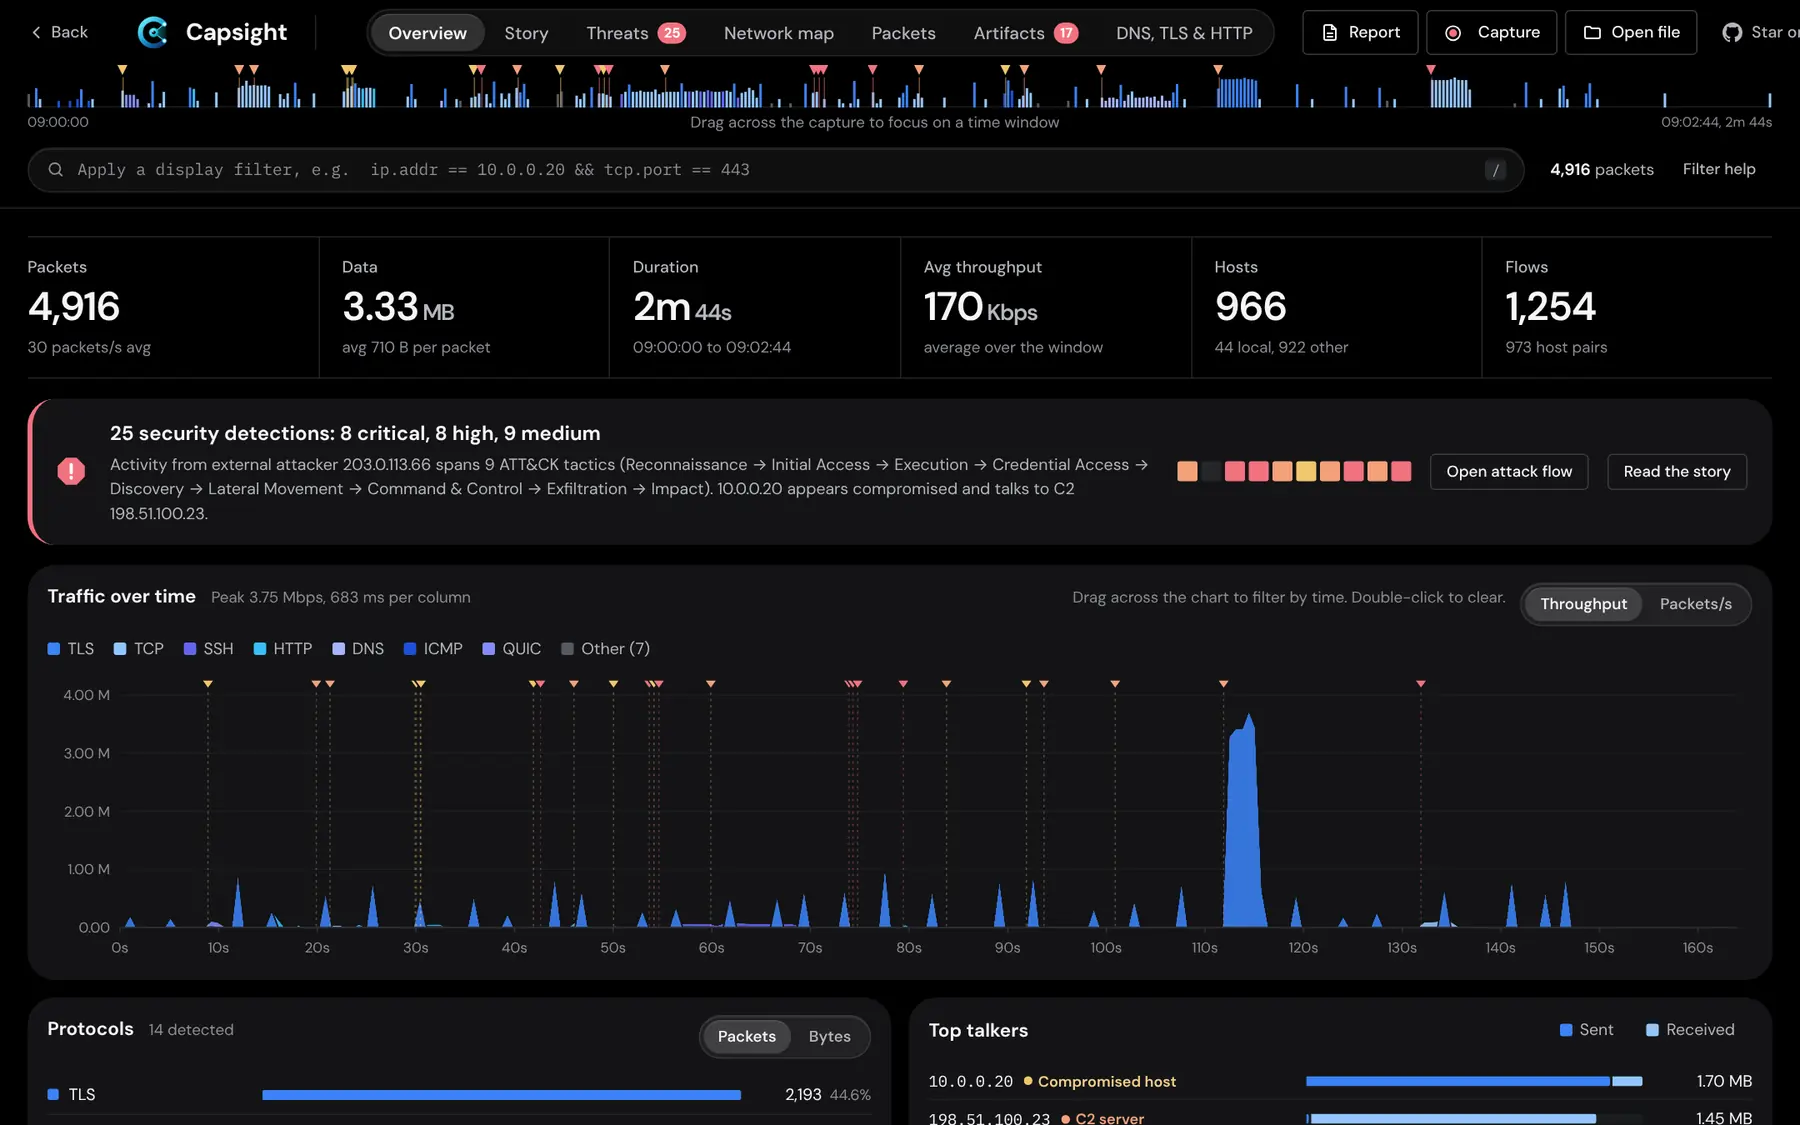 Back
Capsight
Overview Story Threats 25 Network map Packets Artifacts 17 DNS, TLS & HTTP
Report Capture Open file Star
09:00:00 Drag across the capture to focus on a time window 09:02:44, 2m 44s
Apply a display filter, e.g. ip.addr == 10.0.0.20 && tcp.port == 443 /
4,916 packets Filter help
Packets
4,916
30 packets/s avg
Data
3.33 MB
avg 710 B per packet
Duration
2m 44s
09:00:00 to 09:02:44
Avg throughput
170 Kbps
average over the window
Hosts
966
44 local, 922 other
Flows
1,254
973 host pairs
25 security detections: 8 critical, 8 high, 9 medium
Activity from external attacker 203.0.113.66 spans 9 ATT&CK tactics (Reconnaissance → Initial Access → Execution → Credential Access →
Discovery → Lateral Movement → Command & Control → Exfiltration → Impact). 10.0.0.20 appears compromised and talks to C2
198.51.100.23.
Open attack flow Read the story
Traffic over time Peak 3.75 Mbps, 683 ms per column
Drag across the chart to filter by time. Double-click to clear. Throughput Packets/s
TLS TCP SSH HTTP DNS ICMP QUIC Other (7)
4.00 M
3.00 M
2.00 M
1.00 M
0.00
0s 10s 20s 30s 40s 50s 60s 70s 80s 90s 100s 110s 120s 130s 140s 150s 160s
Protocols 14 detected Packets Bytes
TLS 2,193 44.6%
Top talkers Sent Received
10.0.0.20 Compromised host 1.70 MB
198.51.100.23 C2 server 1.45 MB